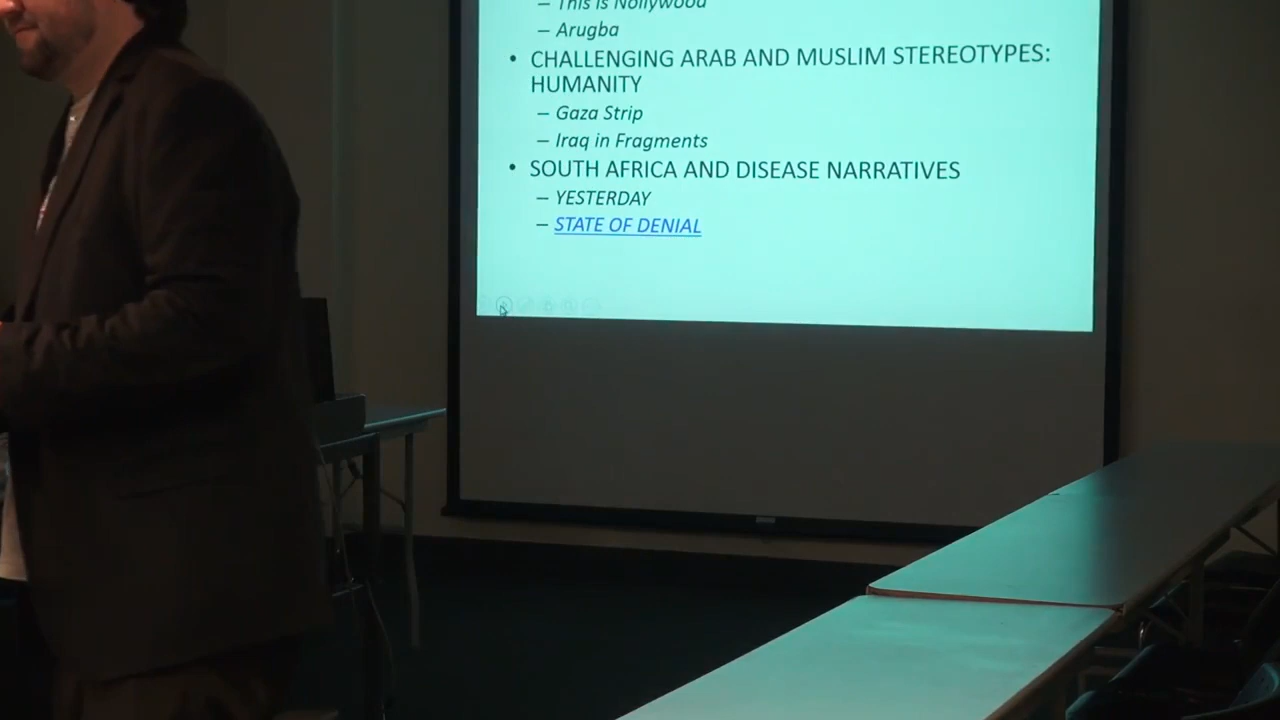 – This is Nollywood
– Arugba
• CHALLENGING ARAB AND MUSLIM STEREOTYPES:
HUMANITY
– Gaza Strip
– Iraq in Fragments
• SOUTH AFRICA AND DISEASE NARRATIVES
– YESTERDAY
– STATE OF DENIAL